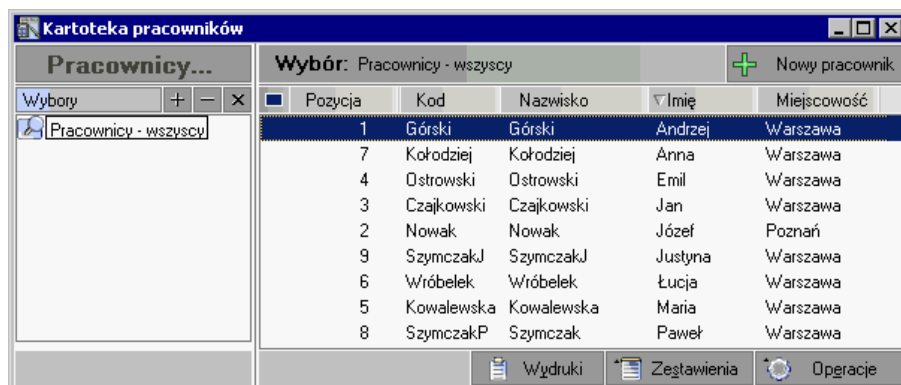 Kartoteka pracowników
Pracownicy...
Wybór: Pracownicy - wszyscy
Nowy pracownik
Wybory
Pozycja Kod Nazwisko Imię Miejscowość
Pracownicy - wszyscy
1 Górski Górski Andrzej Warszawa
7 Kołodziej Kołodziej Anna Warszawa
4 Ostrowski Ostrowski Emil Warszawa
3 Czajkowski Czajkowski Jan Warszawa
2 Nowak Nowak Józef Poznań
9 SzymczakJ SzymczakJ Justyna Warszawa
6 Wróbelek Wróbelek Łucja Warszawa
5 Kowalewska Kowalewska Maria Warszawa
8 SzymczakP Szymczak Paweł Warszawa
Wydruki Zestawienia Operacje